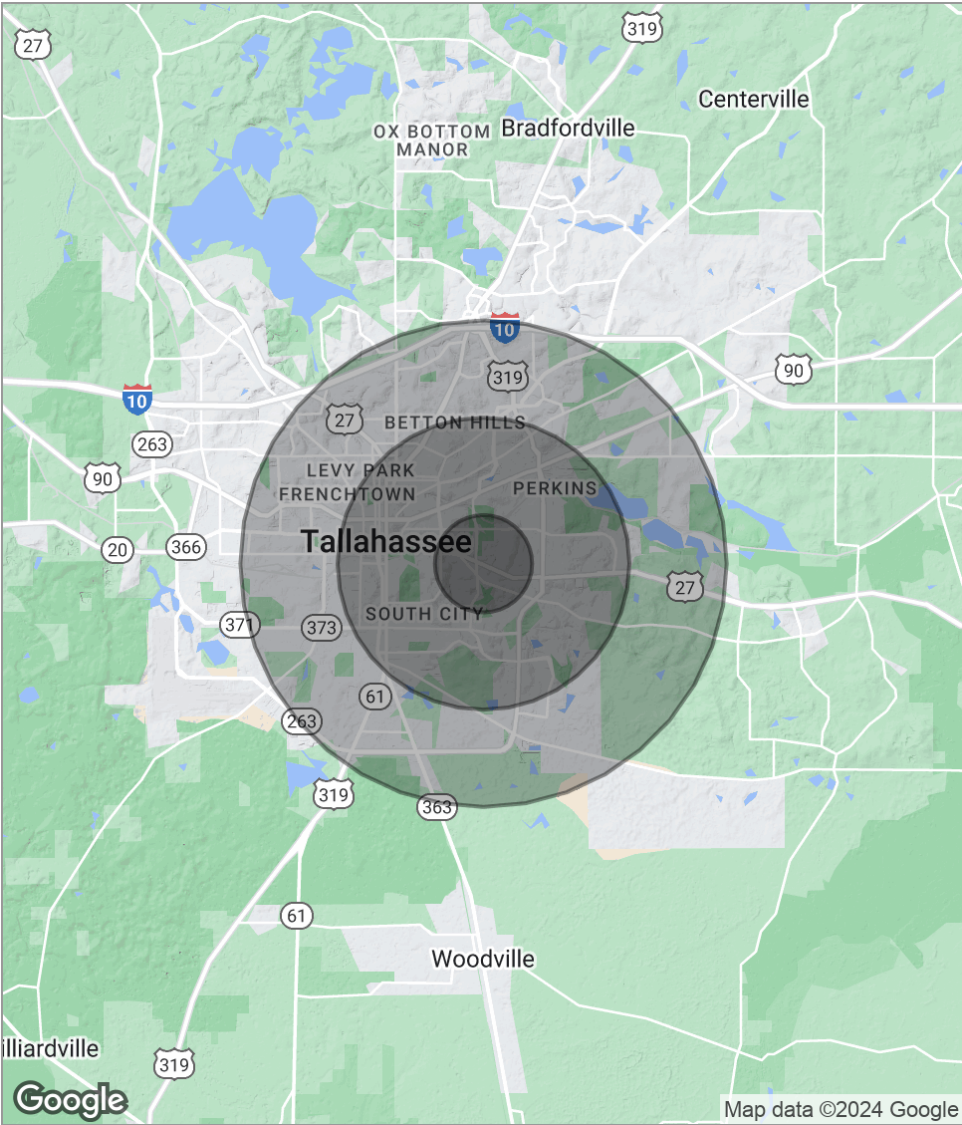 319
27
Centerville
OX BOTTOM
MANOR
Bradfordville
10
319
90
10
27
BETTON HILLS
263
90
LEVY PARK
FRENCHTOWN
PERKINS
Tallahassee
20
366
27
SOUTH CITY
371
373
61
263
319
363
61
Woodville
illiardville
319
Google
Map data ©2024 Google